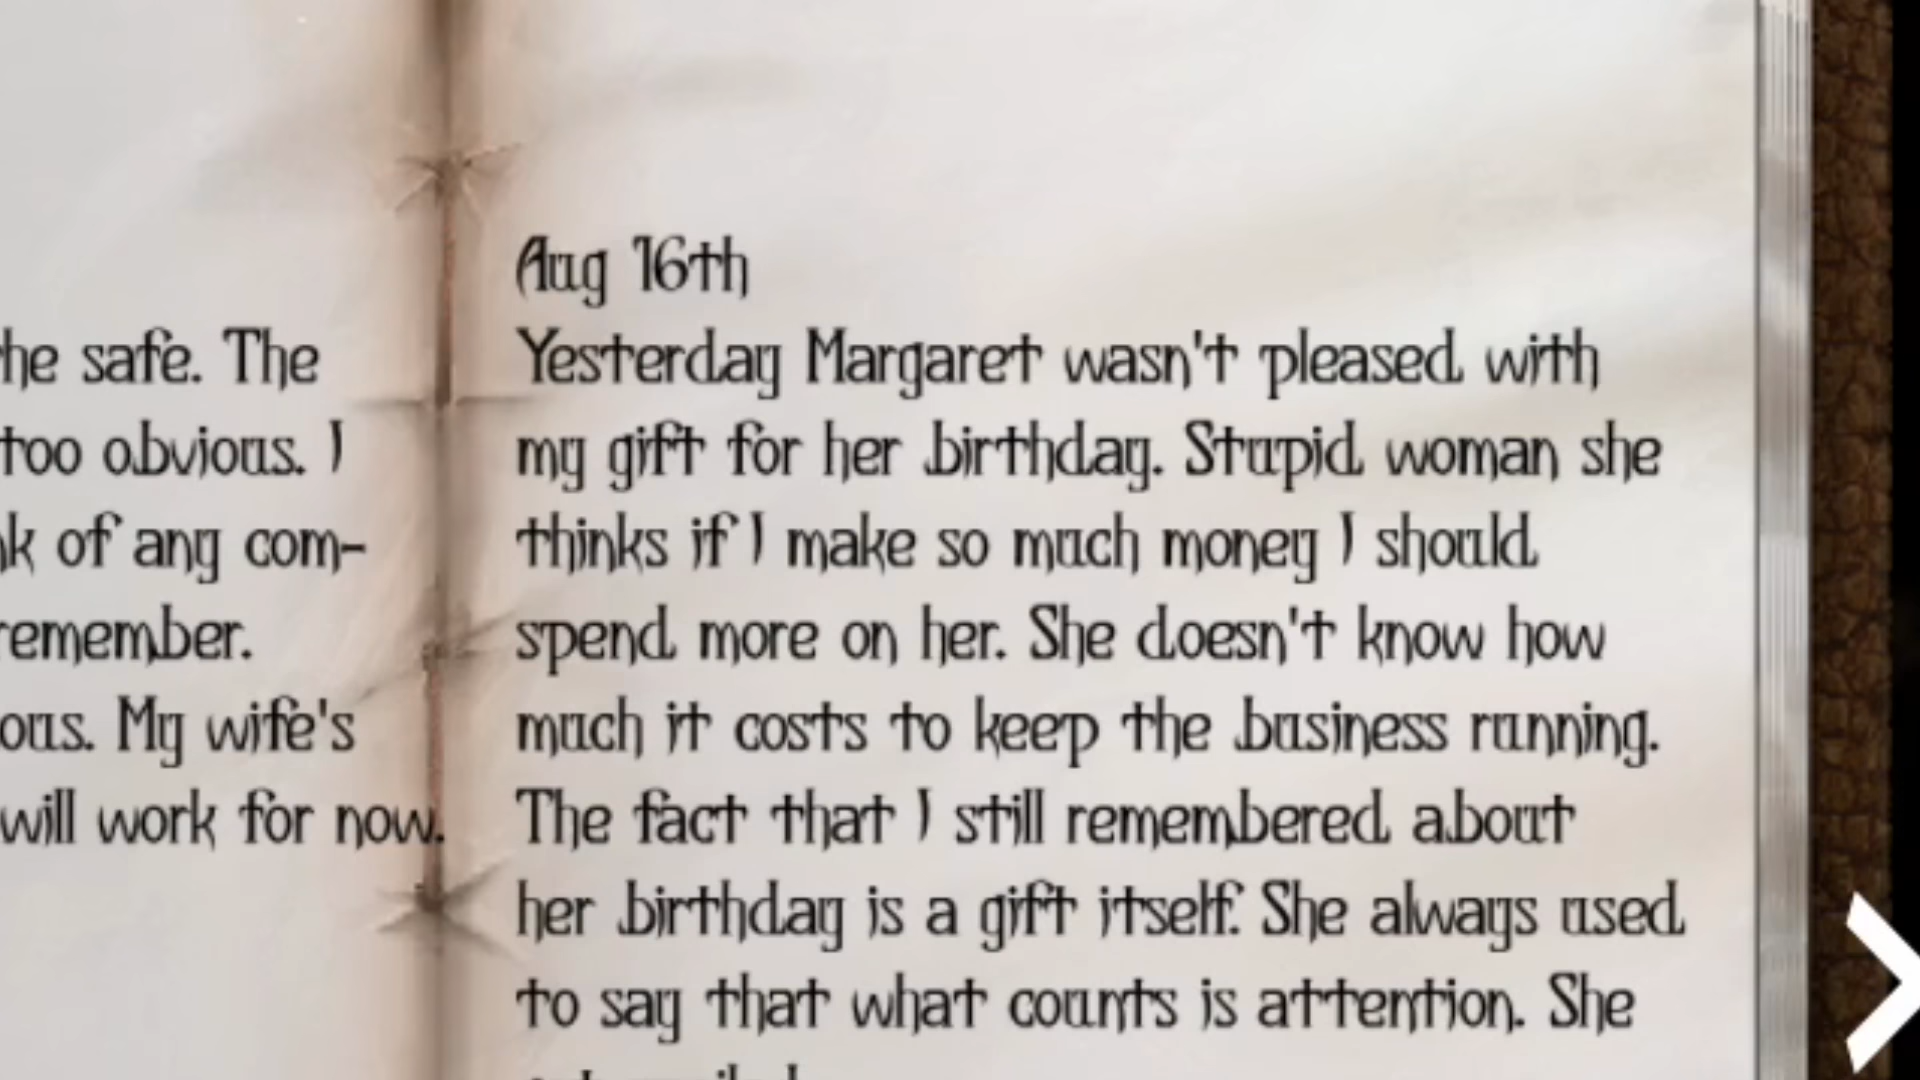 he safe. The
too obvious. I
k of any com-
remember.
ous. My wife's
will work for now.
Aug 16th
Yesterday Margaret wasn't pleased with
my gift for her birthday. Stupid woman she
thinks if I make so much money I should
spend more on her. She doesn't know how
much it costs to keep the business running.
The fact that I still remembered about
her birthday is a gift itself. She always used
to say that what counts is attention. She